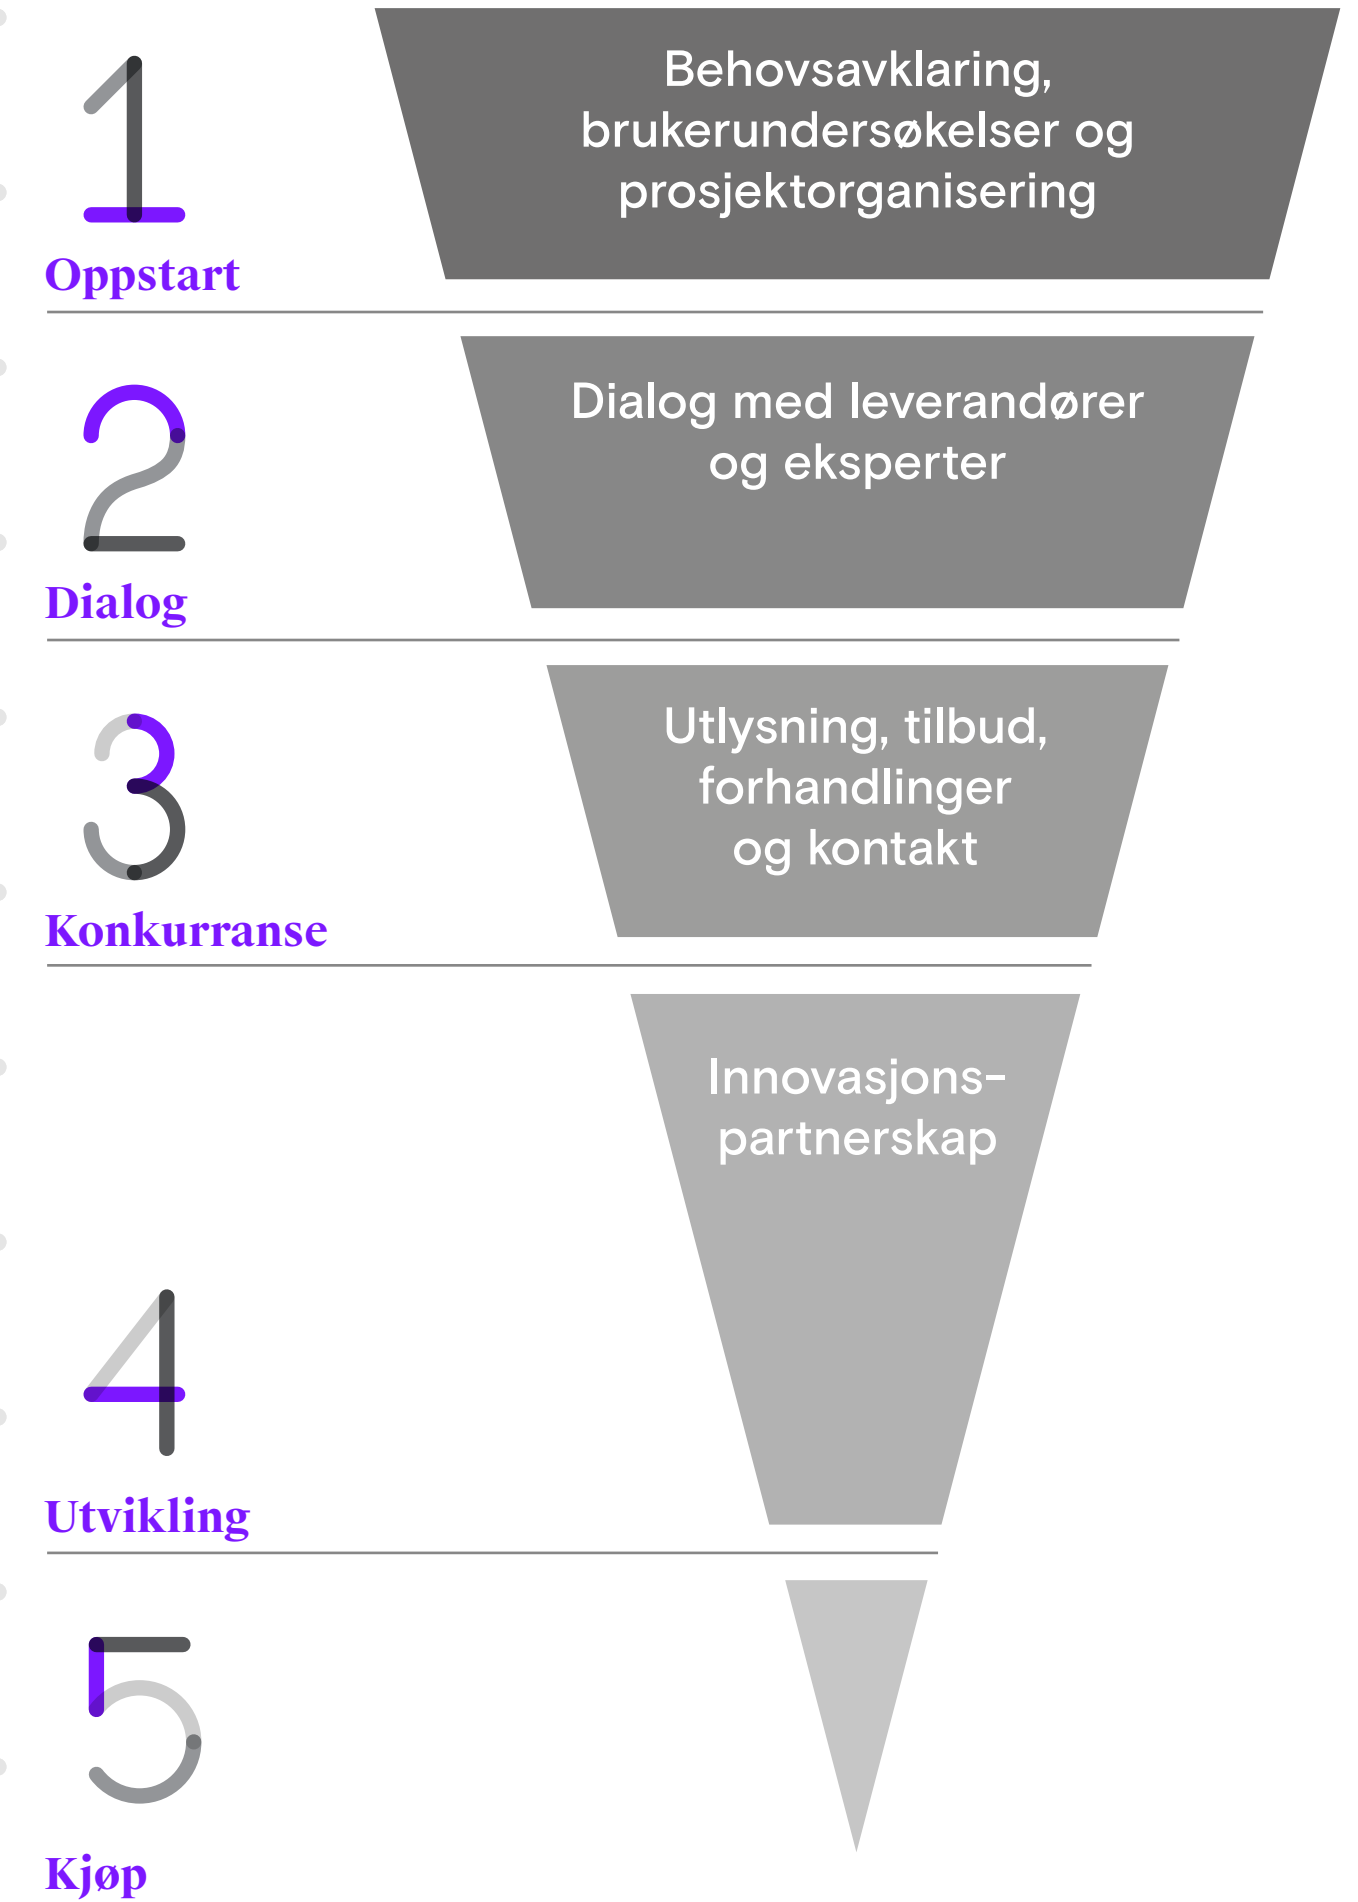 1
Oppstart
Behovsavklaring,
brukerundersøkelser og
prosjektorganisering
2
Dialog
Dialog med leverandører
og eksperter
3
Konkurranse
Utlysning, tilbud,
forhandlinger
og kontakt
4
Utvikling
Innovasjons-
partnerskap
5
Kjøp